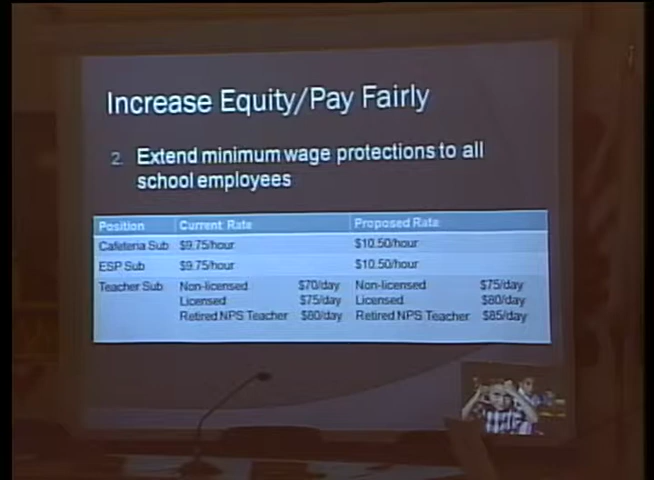 Increase Equity/Pay Fairly
2. Extend minimum wage protections to all
school employees
Position Current Rate Proposed Rate
Cafeteria Sub $9.75/hour $10.50/hour
ESP Sub $9.75/hour $10.50/hour
Teacher Sub Non-licensed $70/day Non-licensed $75/day
Licensed $75/day Licensed $80/day
Retired NPS Teacher $80/day Retired NPS Teacher $85/day